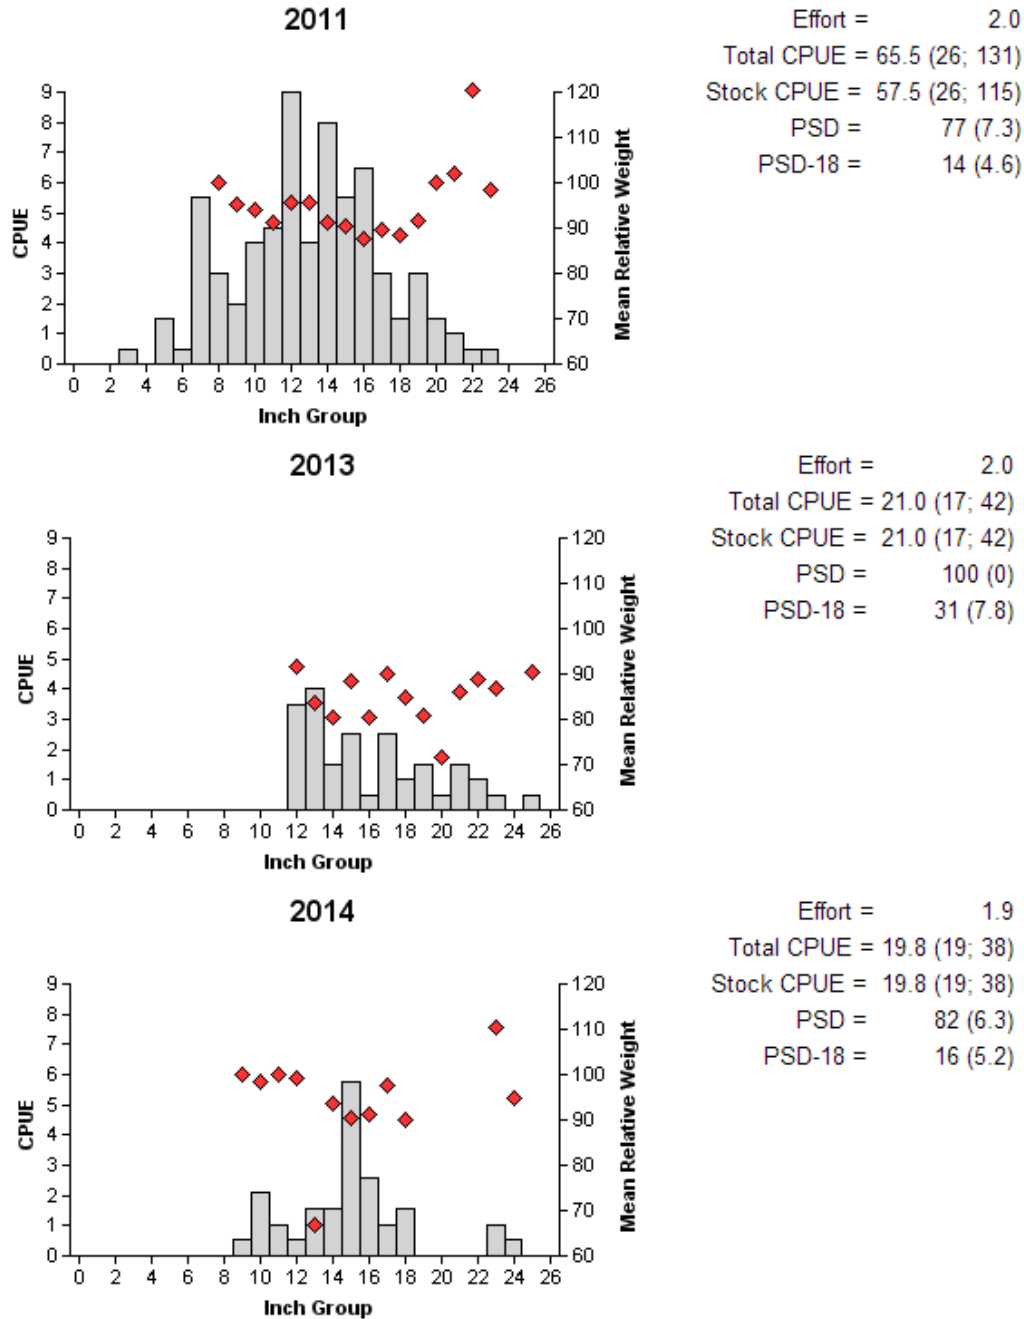 2011
Effort = 2.0
Total CPUE = 65.5 (26; 131)
Stock CPUE = 57.5 (26; 115)
PSD = 77 (7.3)
PSD-18 = 14 (4.6)
9
8
7
6
5
4
3
2
1
0
CPUE
120
110
100
90
80
70
60
Mean Relative Weight
0 2 4 6 8 10 12 14 16 18 20 22 24 26
Inch Group
2013
Effort = 2.0
Total CPUE = 21.0 (17; 42)
Stock CPUE = 21.0 (17; 42)
PSD = 100 (0)
PSD-18 = 31 (7.8)
9
8
7
6
5
4
3
2
1
0
CPUE
120
110
100
90
80
70
60
Mean Relative Weight
0 2 4 6 8 10 12 14 16 18 20 22 24 26
Inch Group
2014
Effort = 1.9
Total CPUE = 19.8 (19; 38)
Stock CPUE = 19.8 (19; 38)
PSD = 82 (6.3)
PSD-18 = 16 (5.2)
9
8
7
6
5
4
3
2
1
0
CPUE
120
110
100
90
80
70
60
Mean Relative Weight
0 2 4 6 8 10 12 14 16 18 20 22 24 26
Inch Group